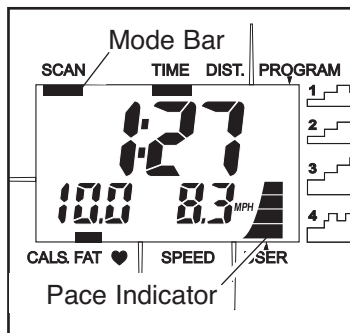 Mode Bar
SCAN TIME DIST. PROGRAM
1
1:27
2
3
10.0 8.3 MPH
4
CALS. FAT ♥ SPEED USER
Pace Indicator